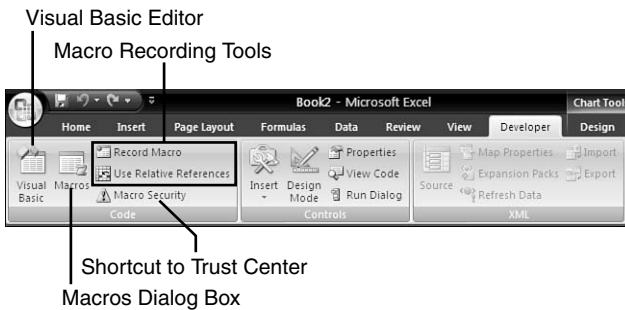 Visual Basic Editor
Macro Recording Tools
Book2 - Microsoft Excel
Chart Tool
Home Insert Page Layout Formulas Data Review View Developer Design
Record Macro
Use Relative References
Macro Security
Visual Basic
Macros
Code
Insert
Design Mode
Properties
View Code
Run Dialog
Controls
Source
Map Properties
Expansion Packs
Refresh Data
Import
Export
XML
Shortcut to Trust Center
Macros Dialog Box